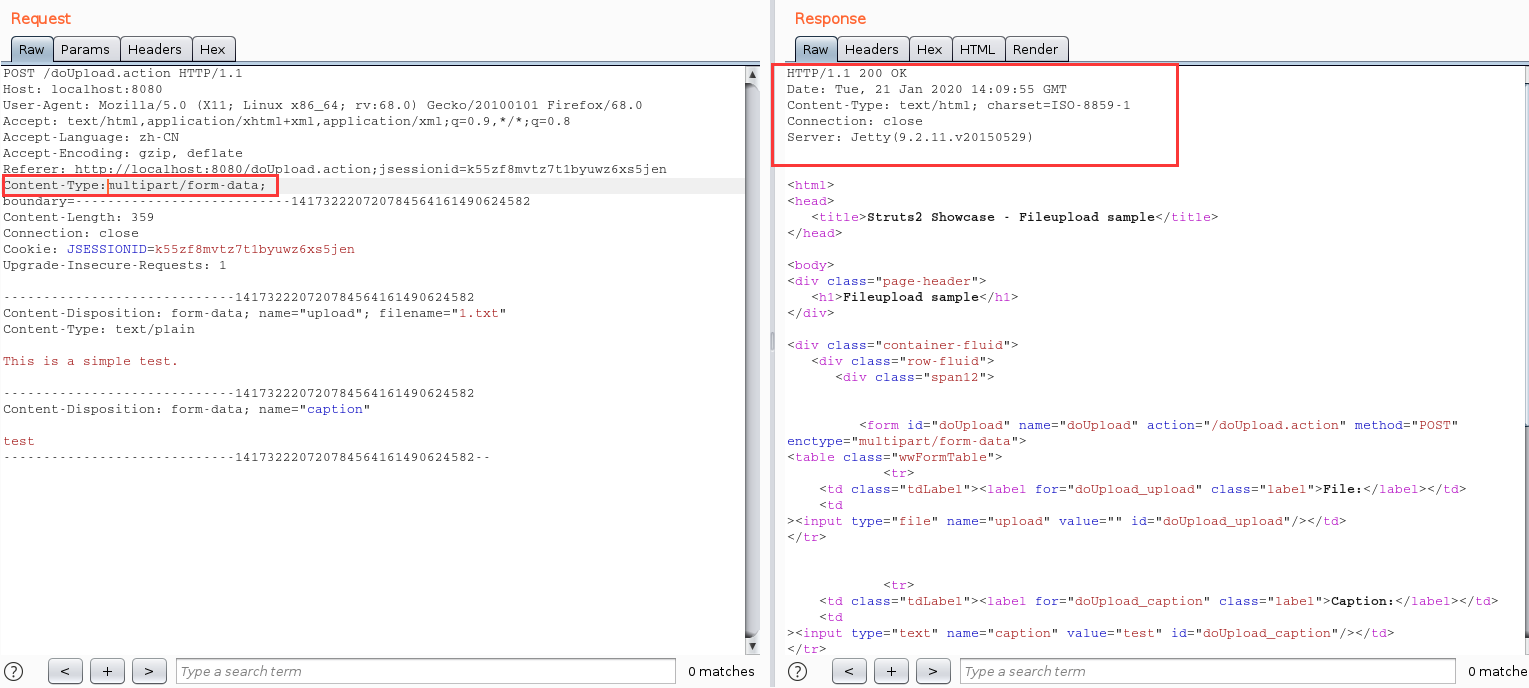 Request
Raw Params Headers Hex
POST /doUpload.action HTTP/1.1
Host: localhost:8080
User-Agent: Mozilla/5.0 (X11; Linux x86_64; rv:68.0) Gecko/20100101 Firefox/68.0
Accept: text/html,application/xhtml+xml,application/xml;q=0.9,*/*;q=0.8
Accept-Language: zh-CN
Accept-Encoding: gzip, deflate
Referer: http://localhost:8080/doUpload.action;jsessionid=k55zf8mvtz7t1byuwz6xs5jen
Content-Type:multipart/form-data;
boundary=---------------------------1417322207207845641614​90624582
Content-Length: 359
Connection: close
Cookie: JSESSIONID=k55zf8mvtz7t1byuwz6xs5jen
Upgrade-Insecure-Requests: 1
-----------------------------141732220720784564161490624582
Content-Disposition: form-data; name="upload"; filename="1.txt"
Content-Type: text/plain
This is a simple test.
-----------------------------141732220720784564161490624582
Content-Disposition: form-data; name="caption"
test
-----------------------------141732220720784564161490624582--
? < + > Type a search term 0 matches
Response
Raw Headers Hex HTML Render
HTTP/1.1 200 OK
Date: Tue, 21 Jan 2020 14:09:55 GMT
Content-Type: text/html; charset=ISO-8859-1
Connection: close
Server: Jetty(9.2.11.v20150529)
<html>
<head>
<title>Struts2 Showcase - Fileupload sample</title>
</head>
<body>
<div class="page-header">
<h1>Fileupload sample</h1>
</div>
<div class="container-fluid">
<div class="row-fluid">
<div class="span12">
<form id="doUpload" name="doUpload" action="/doUpload.action" method="POST"
enctype="multipart/form-data">
<table class="wwFormTable">
<tr>
<td class="tdLabel"><label for="doUpload_upload" class="label">File:</label></td>
<td
><input type="file" name="upload" value="" id="doUpload_upload"/></td>
</tr>
<tr>
<td class="tdLabel"><label for="doUpload_caption" class="label">Caption:</label></td>
<td
><input type="text" name="caption" value="test" id="doUpload_caption"/></td>
</tr>
? < + > Type a search term 0 matche